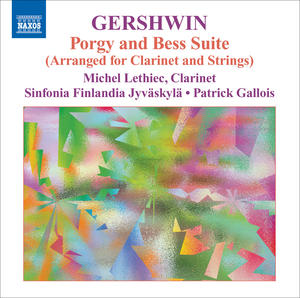 NAXOS
GERSHWIN
Porgy and Bess Suite
(Arranged for Clarinet and Strings)
Michel Lethiec, Clarinet
Sinfonia Finlandia Jyväskylä • Patrick Gallois